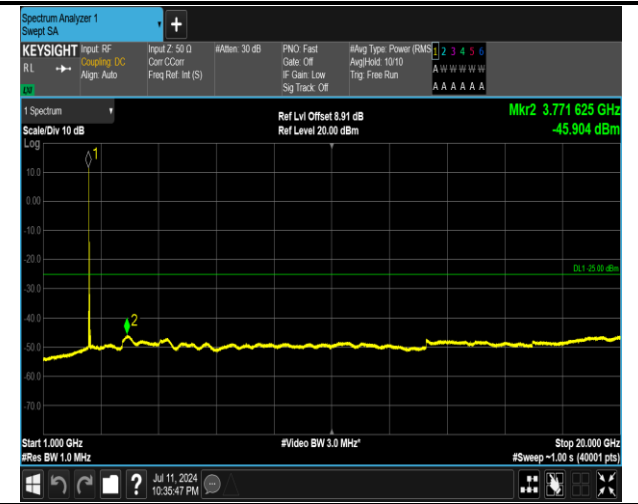 Spectrum Analyzer 1
Swept SA
KEYSIGHT
RL
Input: RF
Coupling: DC
Align: Auto
Input Z: 50 Ω
Corr CCorr
Freq Ref: Int (S)
#Atten: 30 dB
PNO: Fast
Gate: Off
IF Gain: Low
Sig Track: Off
#Avg Type: Power (RMS
Avg|Hold: 10/10
Trig: Free Run
1 2 3 4 5 6
A W W W W W
A A A A A A
1 Spectrum
Scale/Div 10 dB
Log
Ref Lvl Offset 8.91 dB
Ref Level 20.00 dBm
Mkr2 3.771 625 GHz
-45.904 dBm
1
10.0
0.00
-10.0
-20.0
DL1 -25.00 dBm
-30.0
2
-40.0
-50.0
-60.0
-70.0
Start 1.000 GHz
#Res BW 1.0 MHz
#Video BW 3.0 MHz*
Stop 20.000 GHz
#Sweep ~1.00 s (40001 pts)
?
Jul 11, 2024
10:35:47 PM